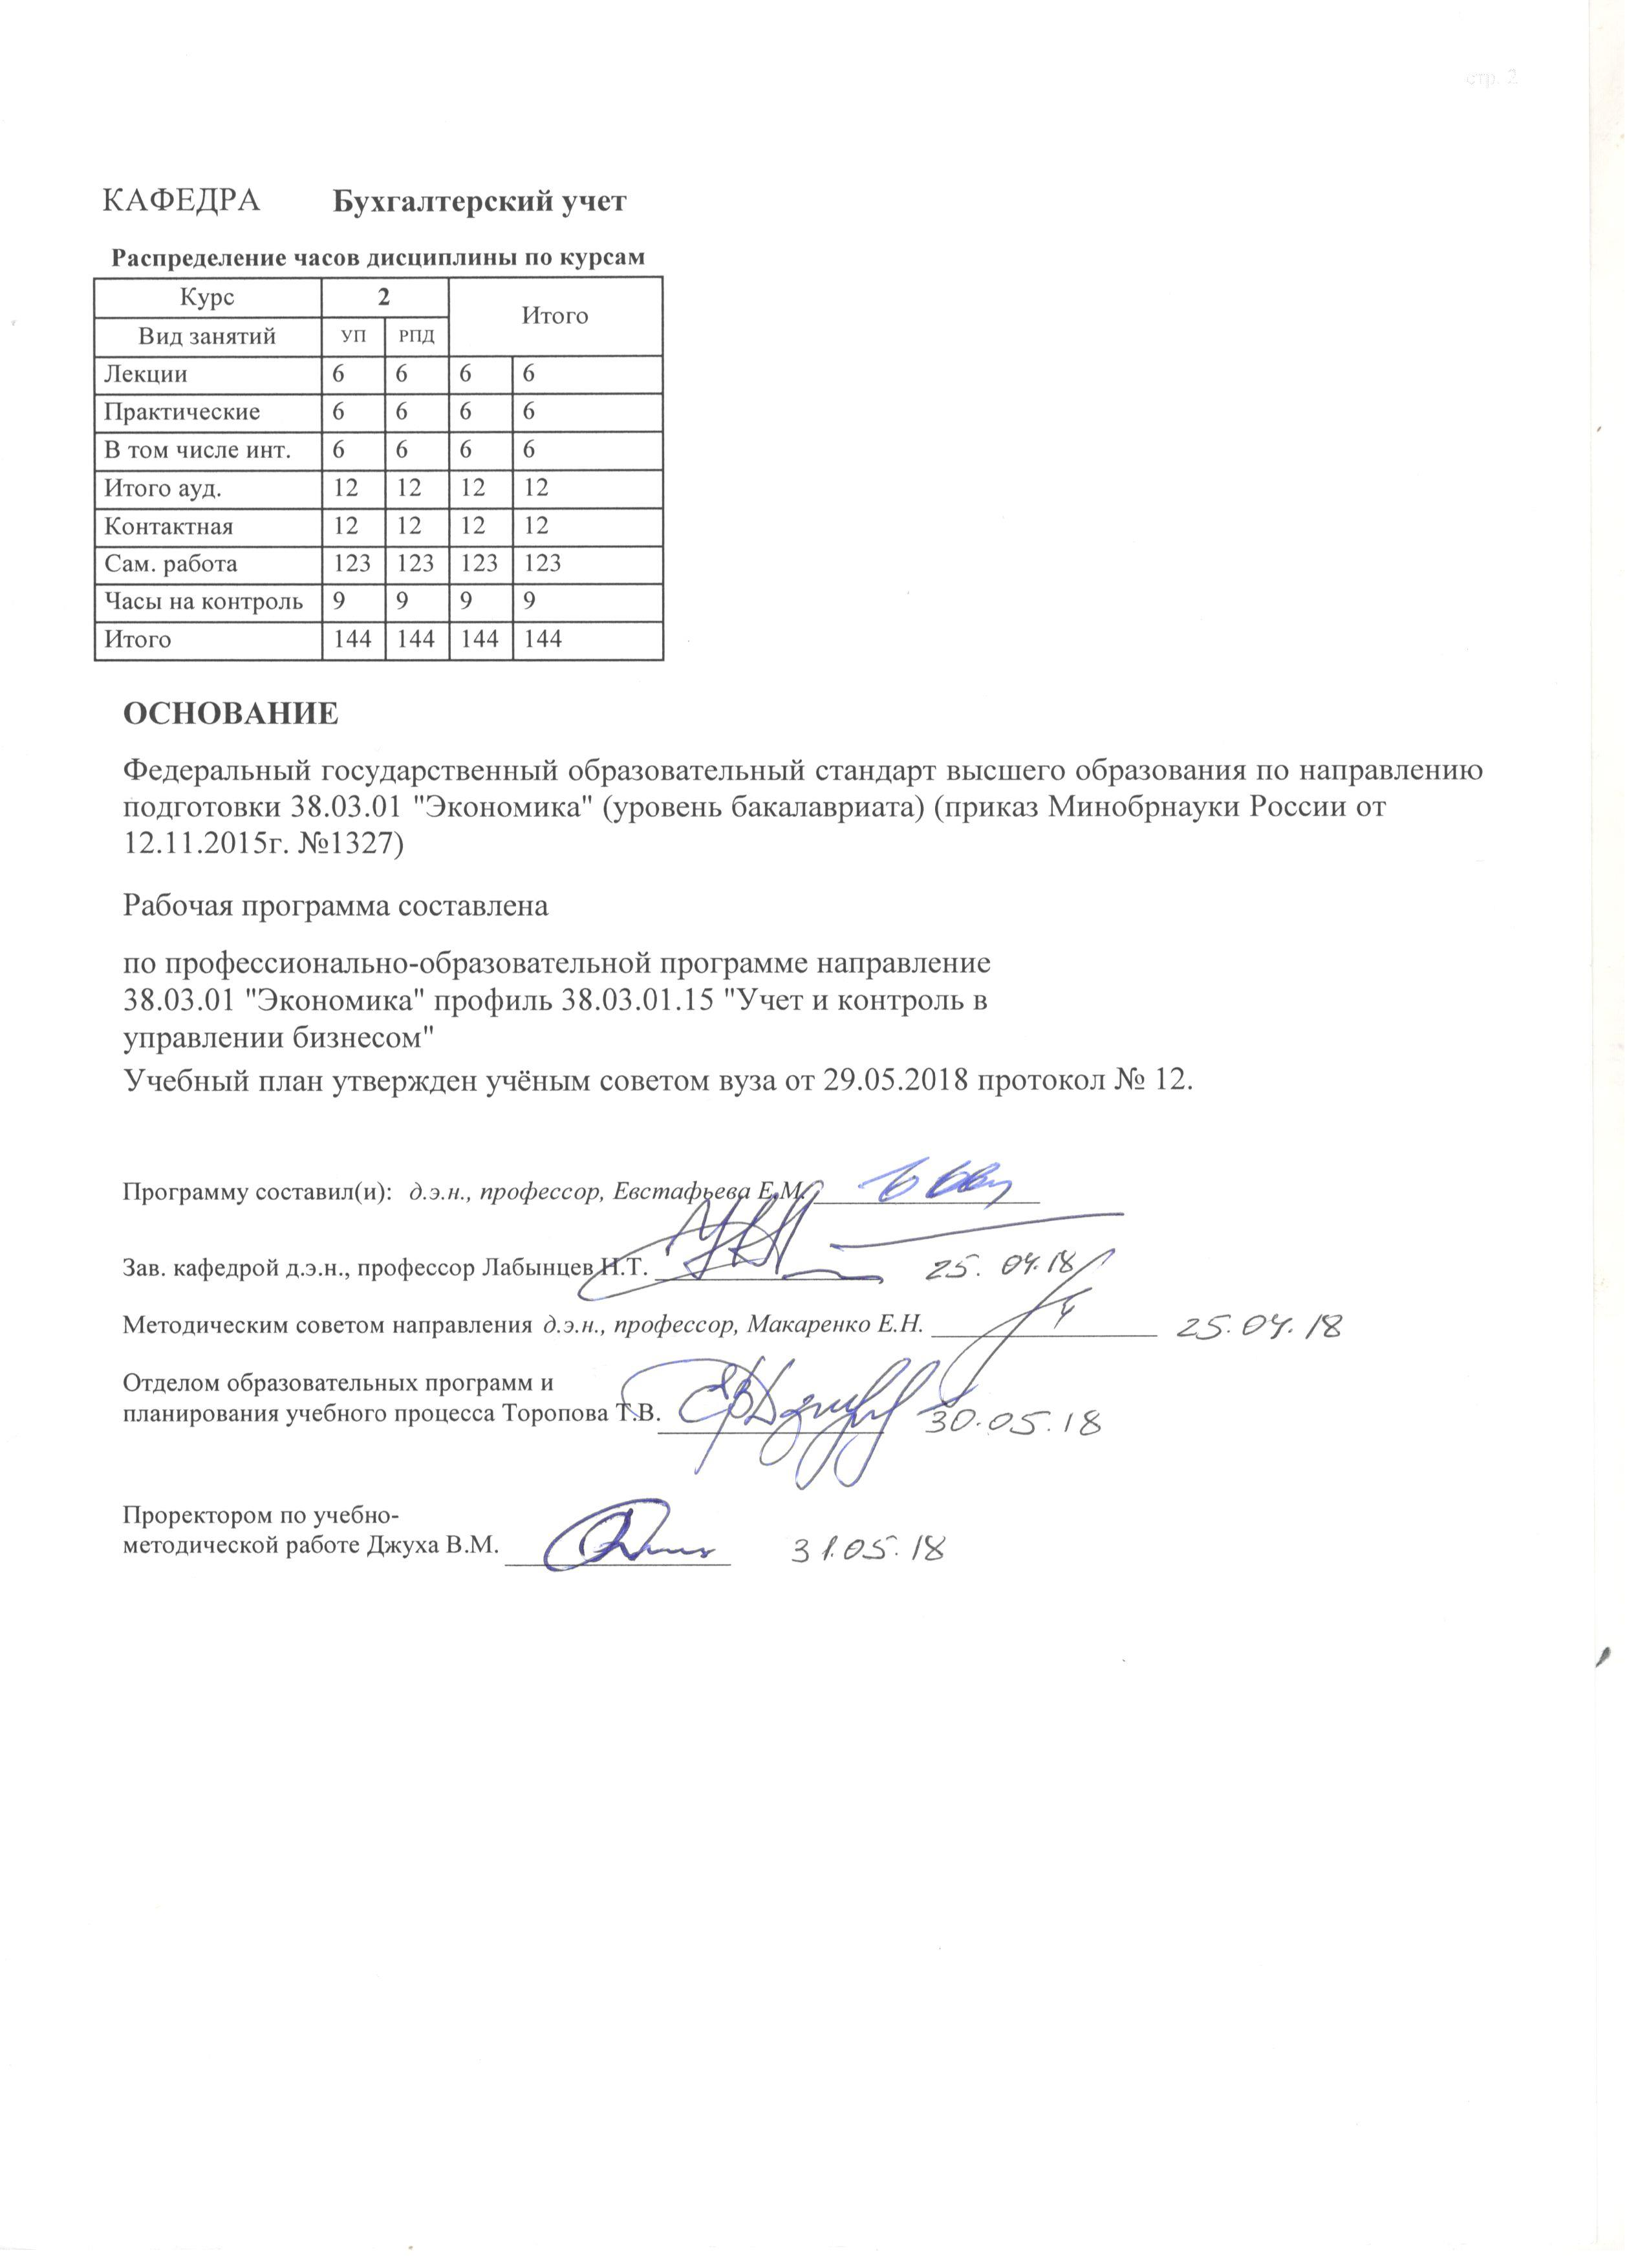 стр. 2
КАФЕДРА Бухгалтерский учет
Распределение часов дисциплины по курсам
Курс 2 Итого
Вид занятий УП РПД
Лекции 6 6 6 6
Практические 6 6 6 6
В том числе инт. 6 6 6 6
Итого ауд. 12 12 12 12
Контактная 12 12 12 12
Сам. работа 123 123 123 123
Часы на контроль 9 9 9 9
Итого 144 144 144 144
ОСНОВАНИЕ
Федеральный государственный образовательный стандарт высшего образования по направлению
подготовки 38.03.01 "Экономика" (уровень бакалавриата) (приказ Минобрнауки России от
12.11.2015г. №1327)
Рабочая программа составлена
по профессионально-образовательной программе направление
38.03.01 "Экономика" профиль 38.03.01.15 "Учет и контроль в
управлении бизнесом"
Учебный план утвержден учёным советом вуза от 29.05.2018 протокол № 12.
Программу составил(и): д.э.н., профессор, Евстафьева Е.М.
Зав. кафедрой д.э.н., профессор Лабынцев Н.Т. 25.04.18
Методическим советом направления д.э.н., профессор, Макаренко Е.Н. 25.04.18
Отделом образовательных программ и
планирования учебного процесса Торопова Т.В. 30.05.18
Проректором по учебно-
методической работе Джуха В.М. 31.05.18